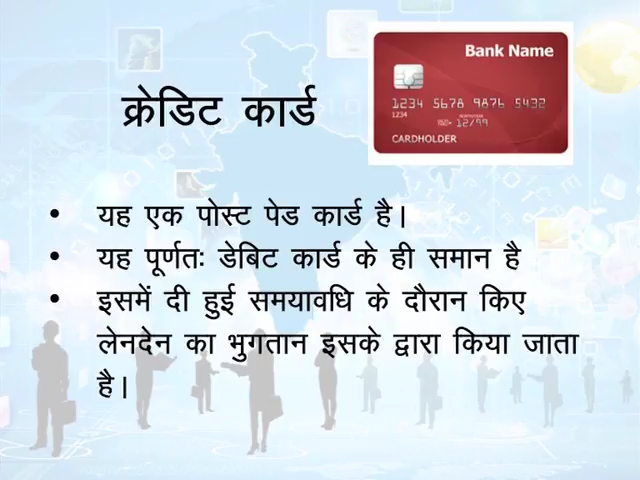 Bank Name
क्रेडिट कार्ड
1234 5678 9876 5432
1234
12/99
CARDHOLDER
• यह एक पोस्ट पेड कार्ड है।
• यह पूर्णतः डेबिट कार्ड के ही समान है
• इसमें दी हुई समयावधि के दौरान किए
लेनदेन का भुगतान इसके द्वारा किया जाता
है।